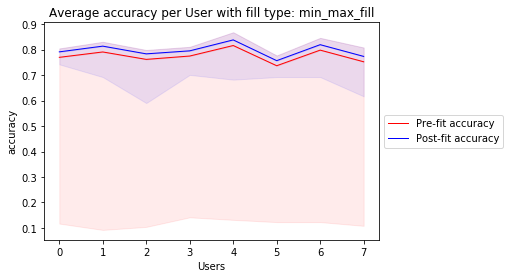 Average accuracy per User with fill type: min_max_fill
0.9
0.8
0.7
0.6
0.5
0.4
0.3
0.2
0.1
accuracy
0 1 2 3 4 5 6 7
Users
Pre-fit accuracy
Post-fit accuracy